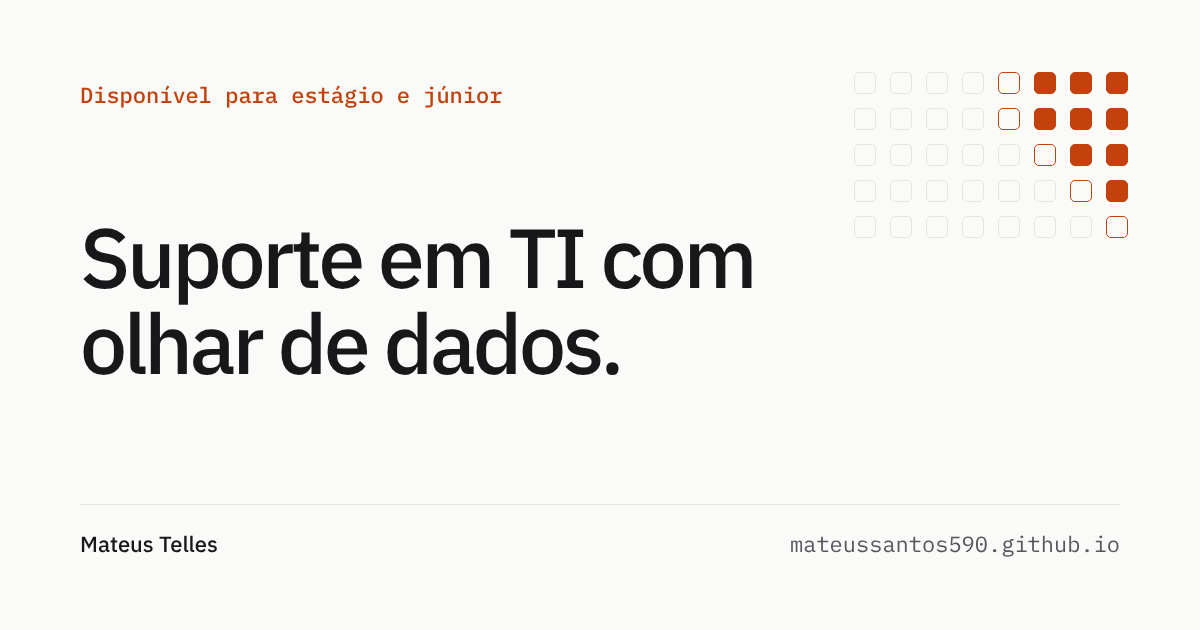 Disponível para estágio e júnior
Suporte em TI com
olhar de dados.
Mateus Telles
mateussantos590.github.io